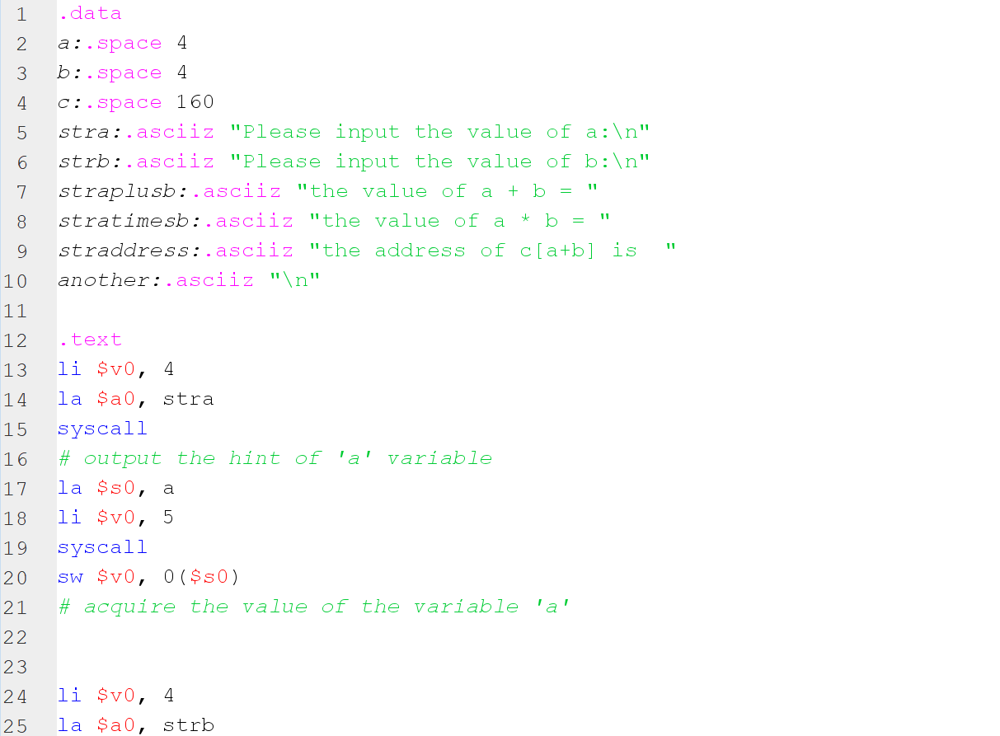 1 .data
2 a:.space 4
3 b:.space 4
4 c:.space 160
5 stra:.asciiz "Please input the value of a:\n"
6 strb:.asciiz "Please input the value of b:\n"
7 straplusb:.asciiz "the value of a + b = "
8 stratimesb:.asciiz "the value of a * b = "
9 straddress:.asciiz "the address of c[a+b] is  "
10 another:.asciiz "\n"
11
12 .text
13 li $v0, 4
14 la $a0, stra
15 syscall
16 # output the hint of 'a' variable
17 la $s0, a
18 li $v0, 5
19 syscall
20 sw $v0, 0($s0)
21 # acquire the value of the variable 'a'
22
23
24 li $v0, 4
25 la $a0, strb